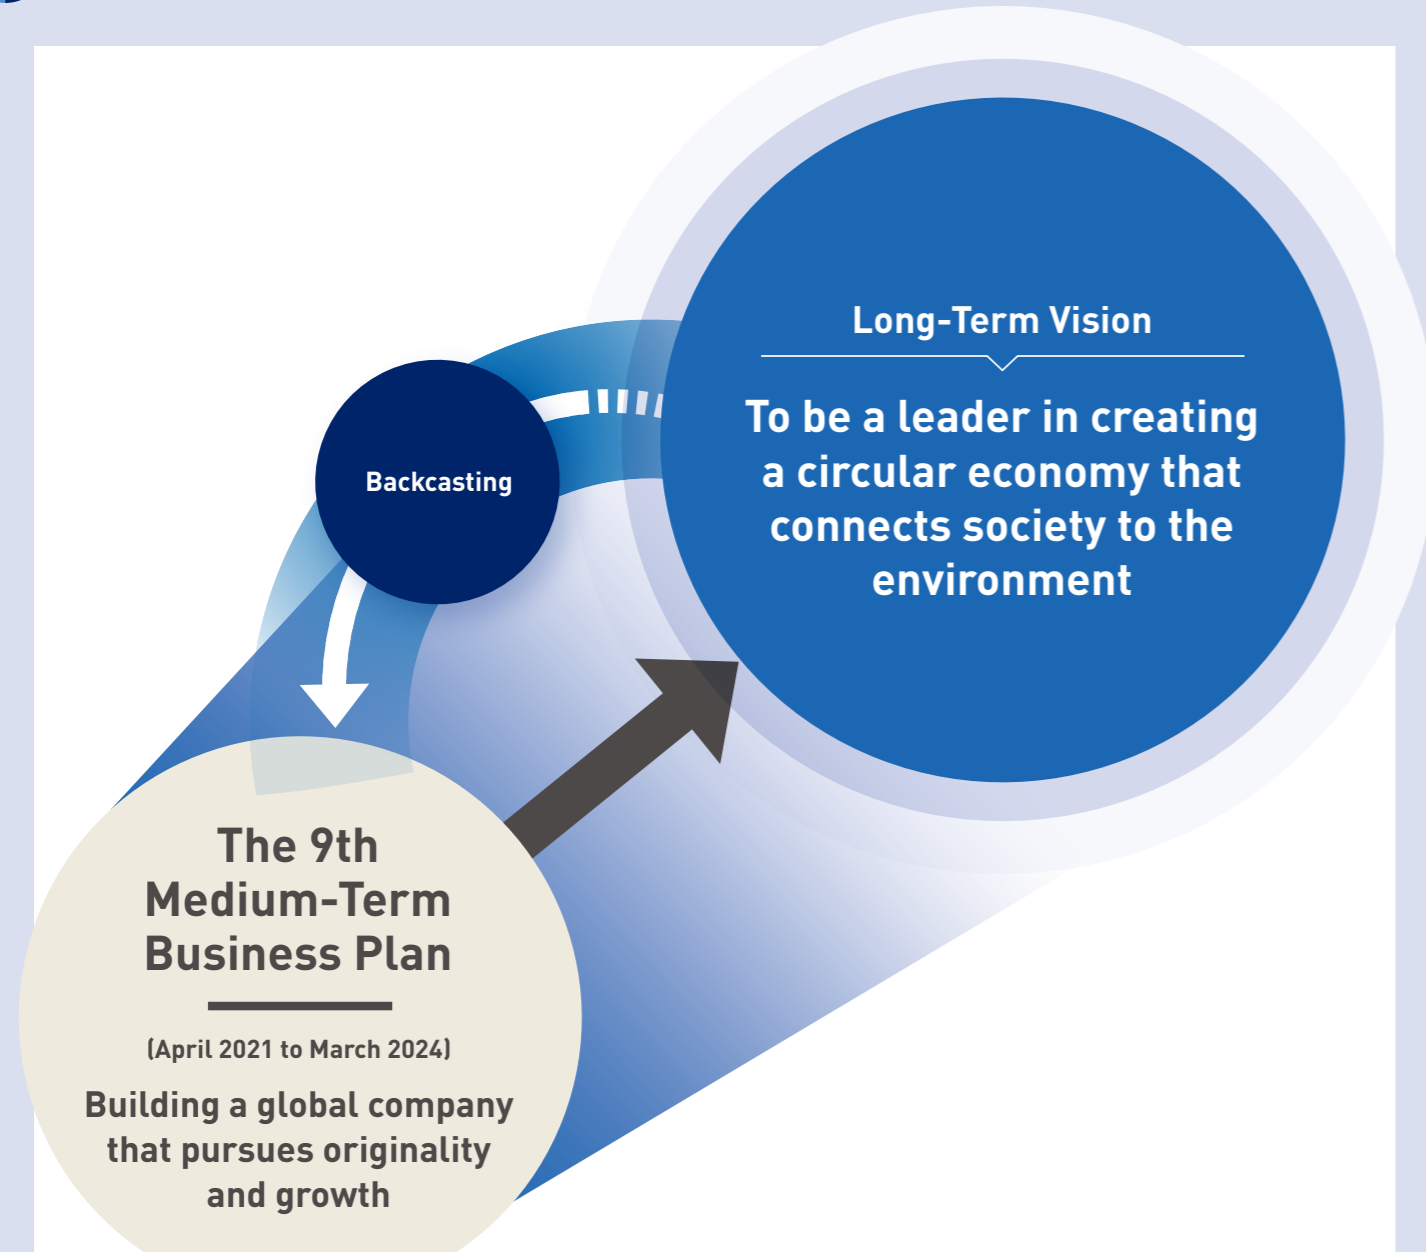 Long-Term Vision
To be a leader in creating
a circular economy that
connects society to the
environment
Backcasting
The 9th
Medium-Term
Business Plan
(April 2021 to March 2024)
Building a global company
that pursues originality
and growth